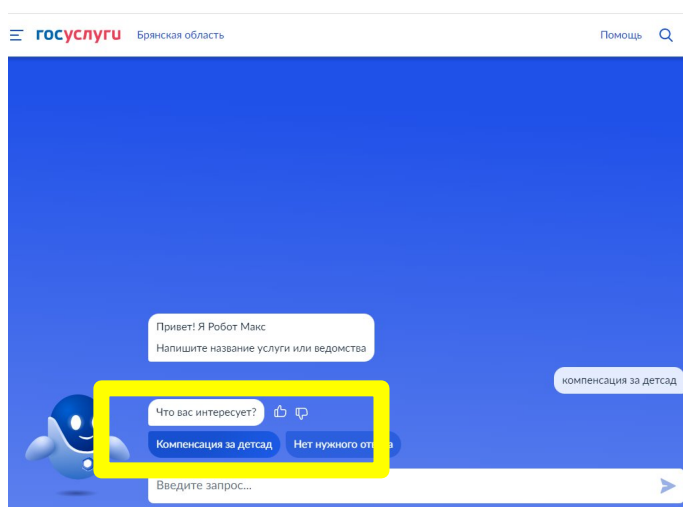 госуслуги Брянская область Помощь
Привет! Я Робот Макс
Напишите название услуги или ведомства
компенсация за детсад
Что вас интересует?
Компенсация за детсад Нет нужного
Введите запрос...